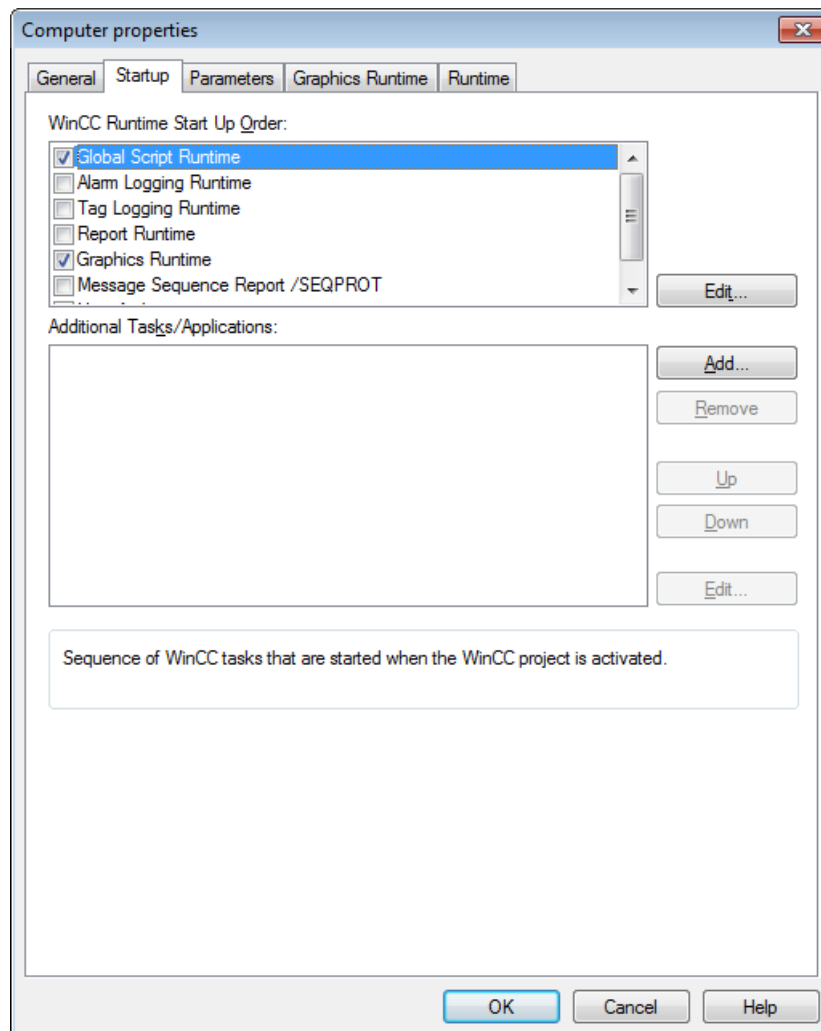 Computer properties
General Startup Parameters Graphics Runtime Runtime
WinCC Runtime Start Up Order:
Global Script Runtime
Alarm Logging Runtime
Tag Logging Runtime
Report Runtime
Graphics Runtime
Message Sequence Report /SEQPROT
Edit...
Additional Tasks/Applications:
Add...
Remove
Up
Down
Edit...
Sequence of WinCC tasks that are started when the WinCC project is activated.
OK Cancel Help